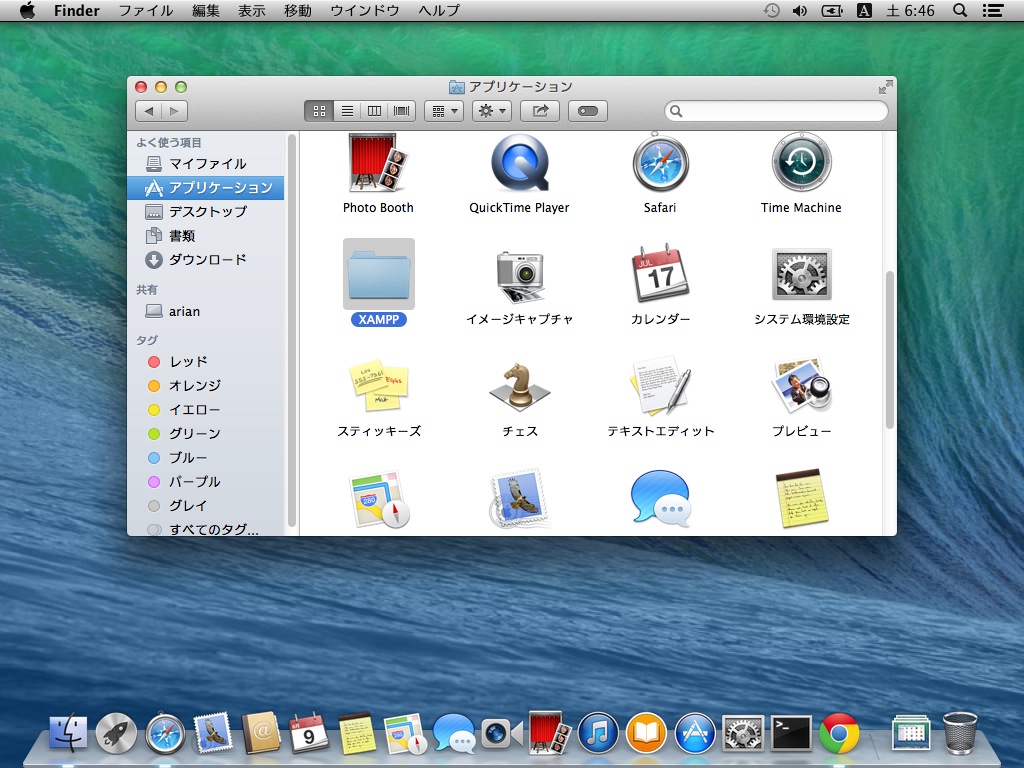 Finder ファイル 編集 表示 移動 ウインドウ ヘルプ A 土 6:46
アプリケーション
よく使う項目
マイファイル
アプリケーション
デスクトップ
書類
ダウンロード
共有
arian
タグ
レッド
オレンジ
イエロー
グリーン
ブルー
パープル
グレイ
すべてのタグ...
Photo Booth QuickTime Player Safari Time Machine
JUL
17
XAMPP イメージキャプチャ カレンダー システム環境設定
Eggs
スティッキーズ チェス テキストエディット プレビュー
280
9